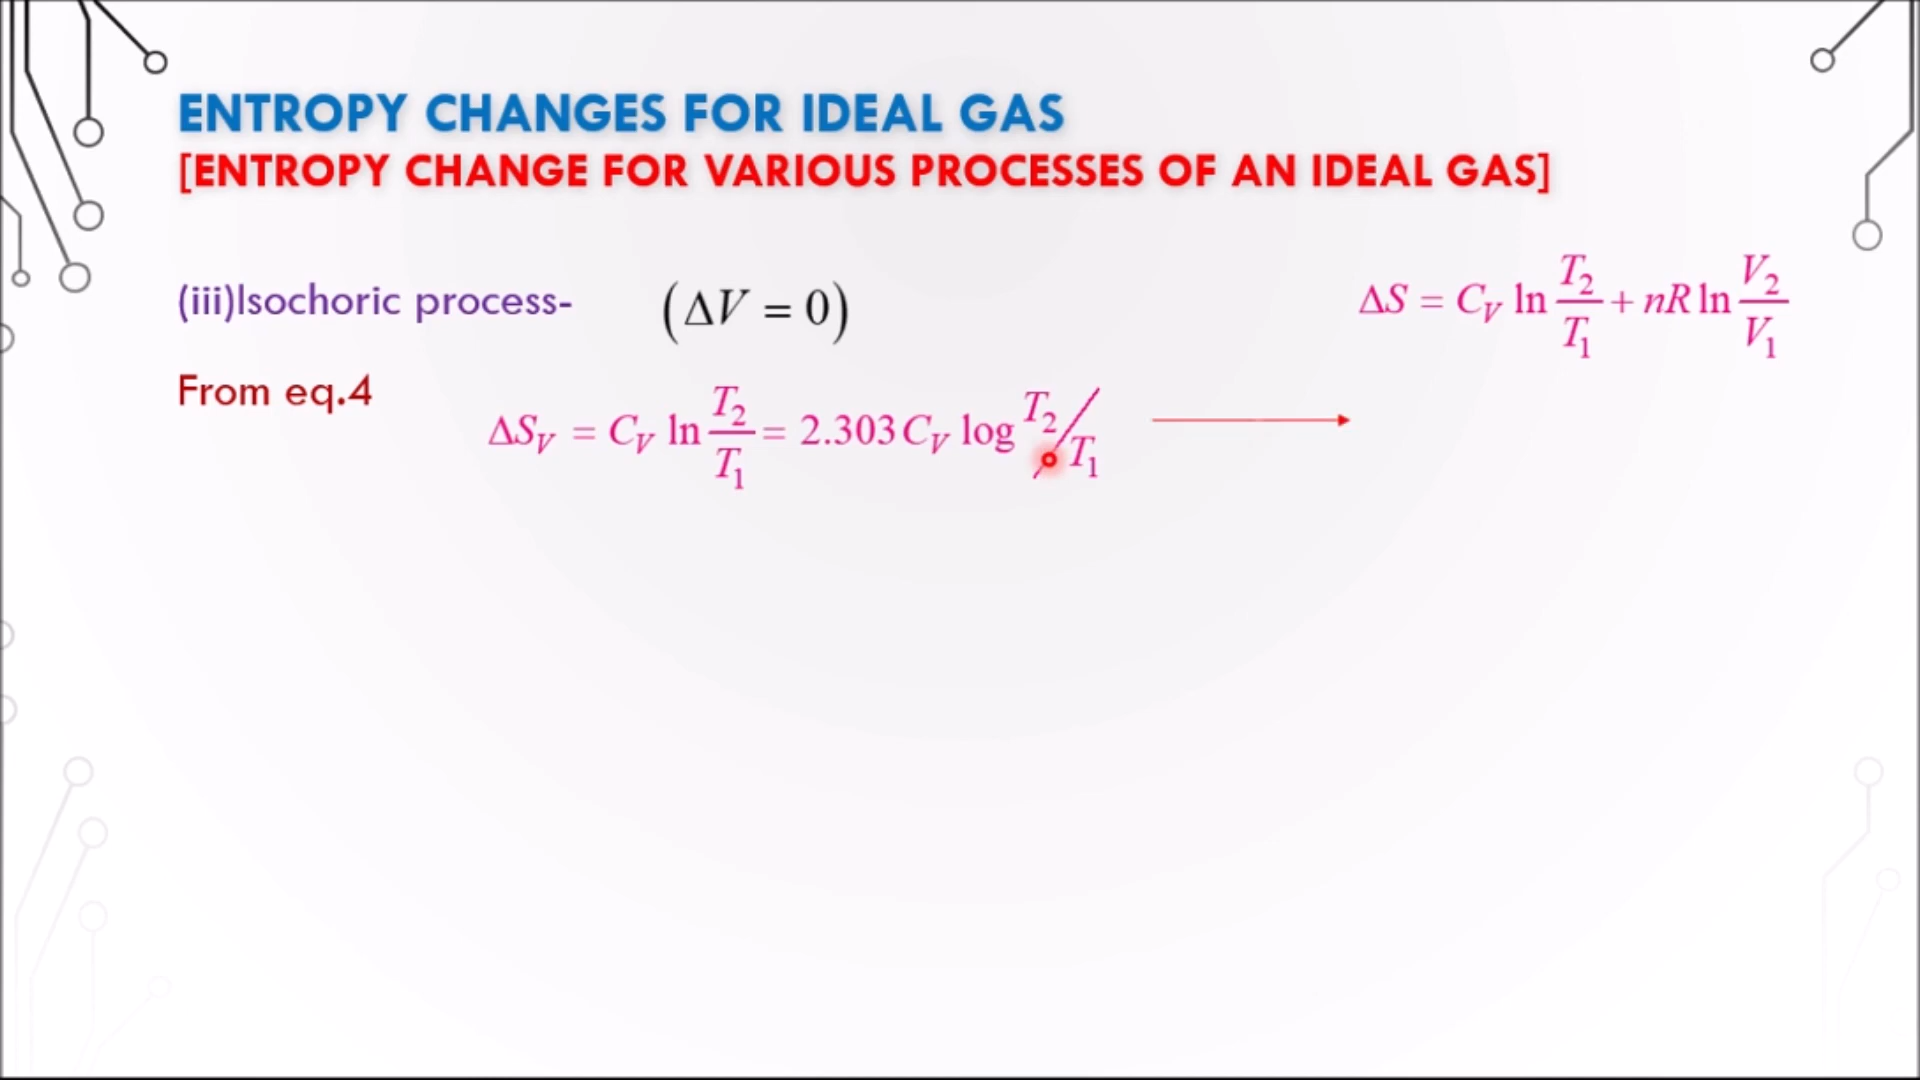 ENTROPY CHANGES FOR IDEAL GAS
[ENTROPY CHANGE FOR VARIOUS PROCESSES OF AN IDEAL GAS]
(iii)Isochoric process- (ΔV = 0)
ΔS = C_V ln T₂/T₁ + nR ln V₂/V₁
From eq.4
ΔS_V = C_V ln T₂/T₁ = 2.303 C_V log T₂/T₁